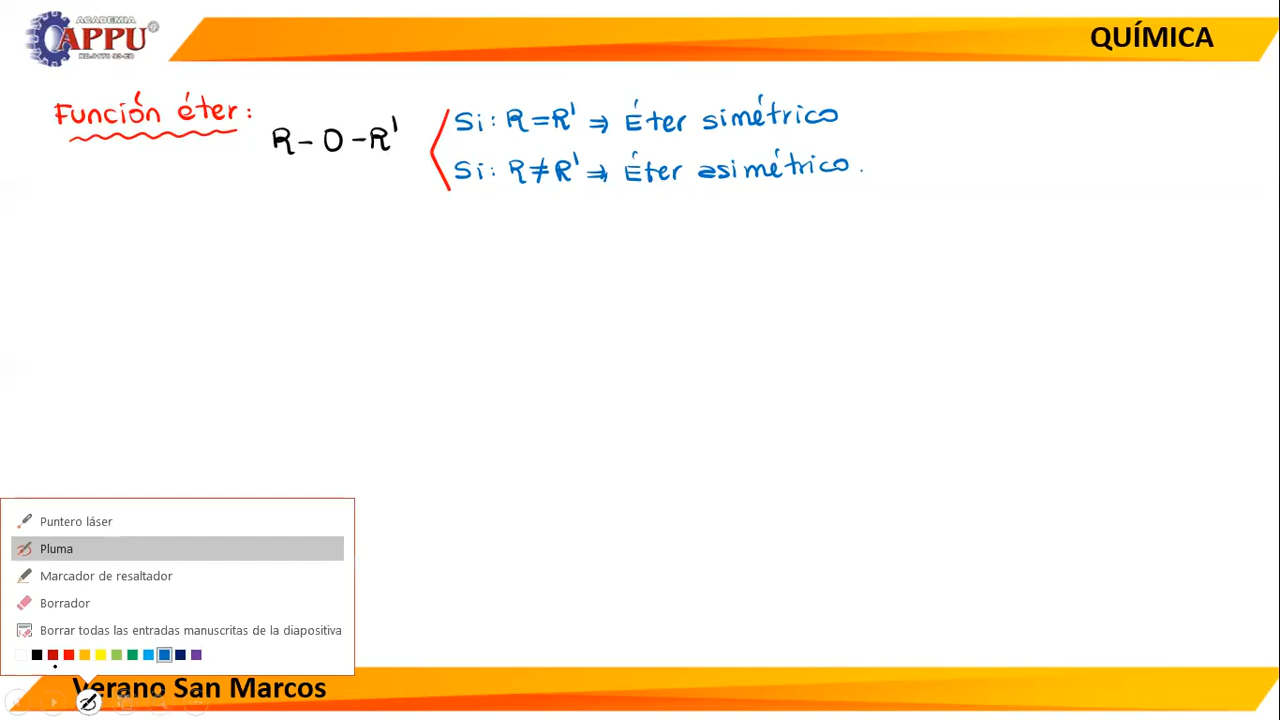 ACADEMIA
APPU
QUÍMICA
Función éter:
R-O-R'
Si: R=R' ⇒ Éter simétrico
Si: R≠R' ⇒ Éter asimétrico.
Puntero láser
Pluma
Marcador de resaltador
Borrador
Borrar todas las entradas manuscritas de la diapositiva
Verano San Marcos